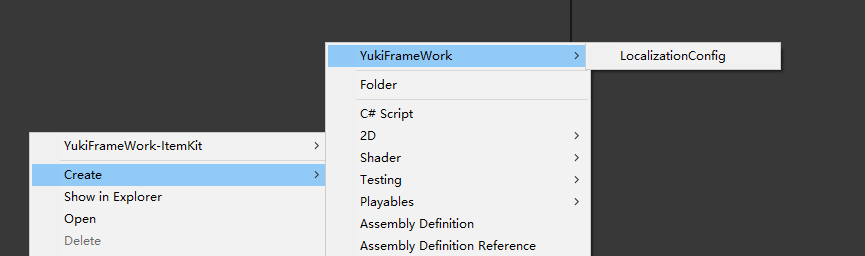 YukiFrameWork
LocalizationConfig
Folder
C# Script
2D
Shader
Testing
Playables
Assembly Definition
Assembly Definition Reference
YukiFrameWork-ItemKit
Create
Show in Explorer
Open
Delete